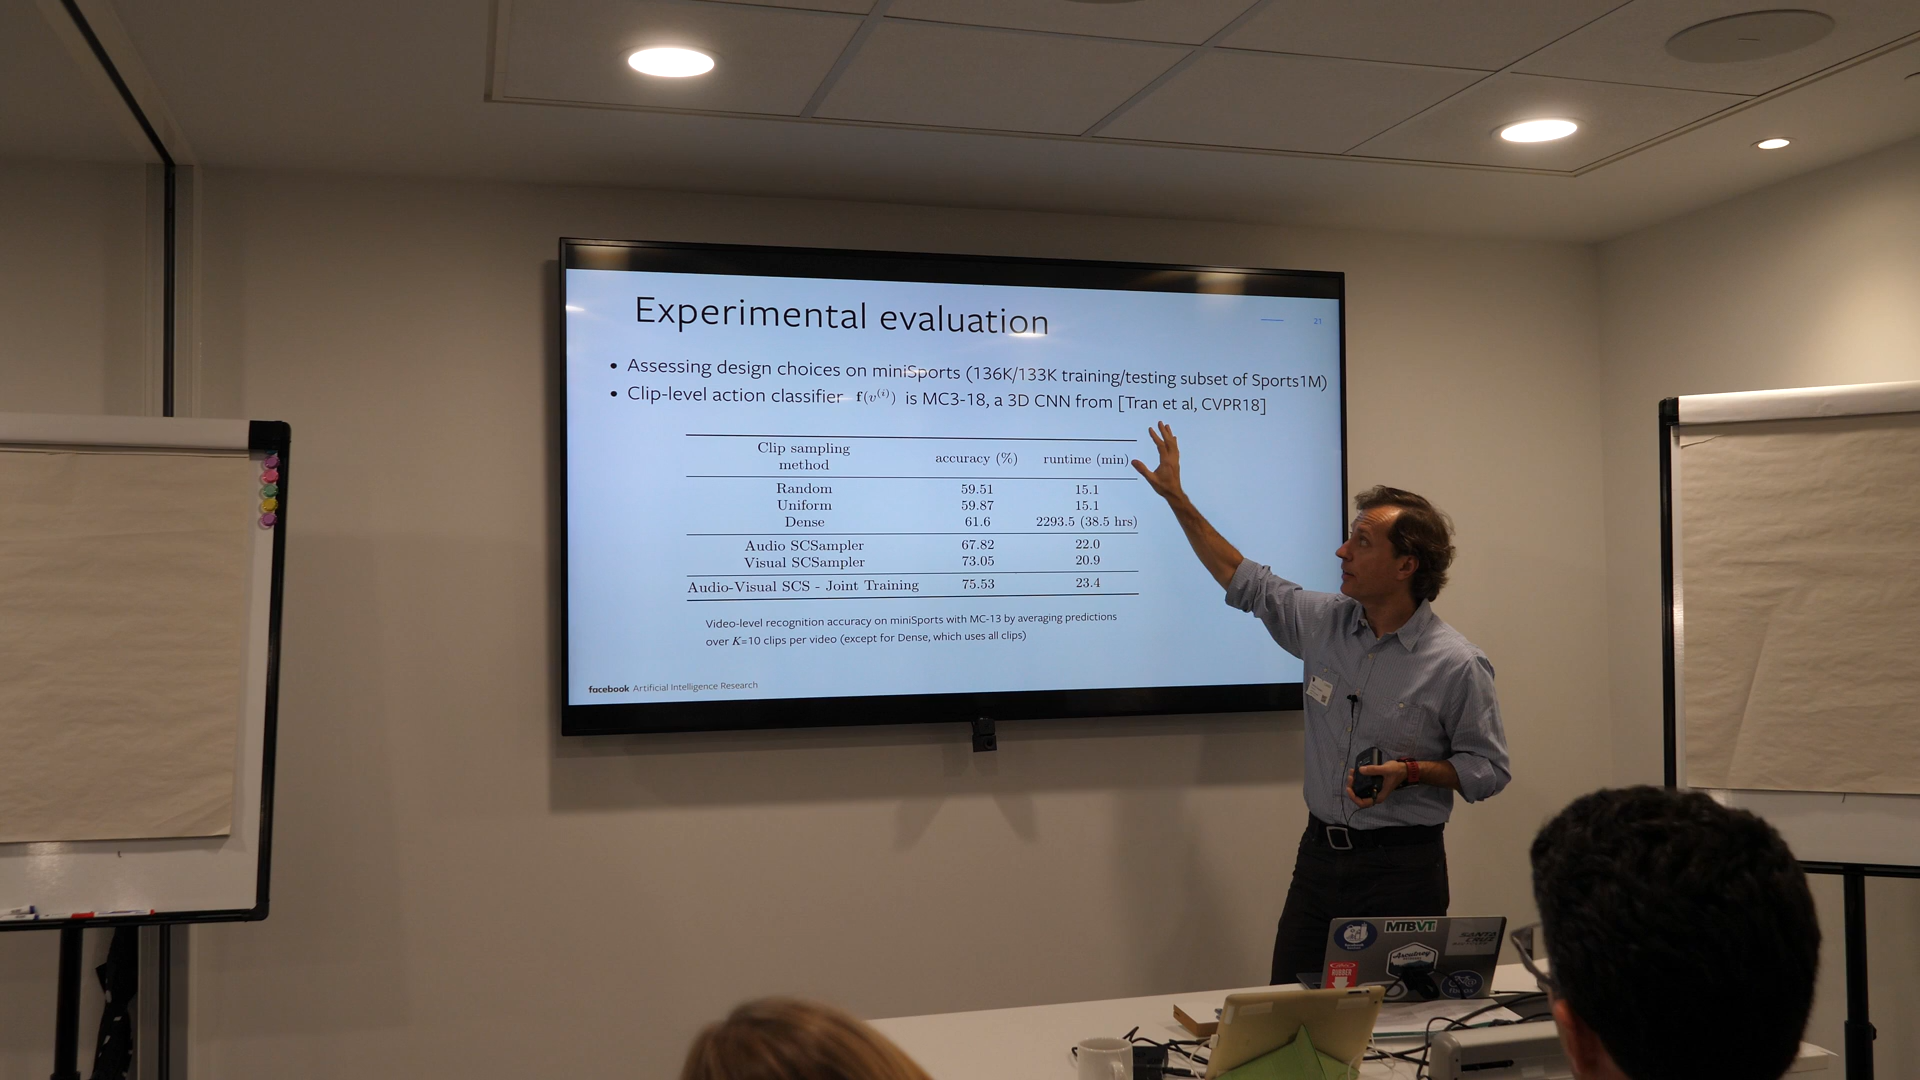 Experimental evaluation
21
• Assessing design choices on miniSports (136K/133K training/testing subset of Sports1M)
• Clip-level action classifier f(v⁽ⁱ⁾) is MC3-18, a 3D CNN from [Tran et al, CVPR18]
Clip sampling method accuracy (%) runtime (min)
Random 59.51 15.1
Uniform 59.87 15.1
Dense 61.6 2293.5 (38.5 hrs)
Audio SCSampler 67.82 22.0
Visual SCSampler 73.05 20.9
Audio-Visual SCS - Joint Training 75.53 23.4
Video-level recognition accuracy on miniSports with MC-13 by averaging predictions
over K=10 clips per video (except for Dense, which uses all clips)
facebook Artificial Intelligence Research
MTBVT
SANTA CRUZ
RUBBER